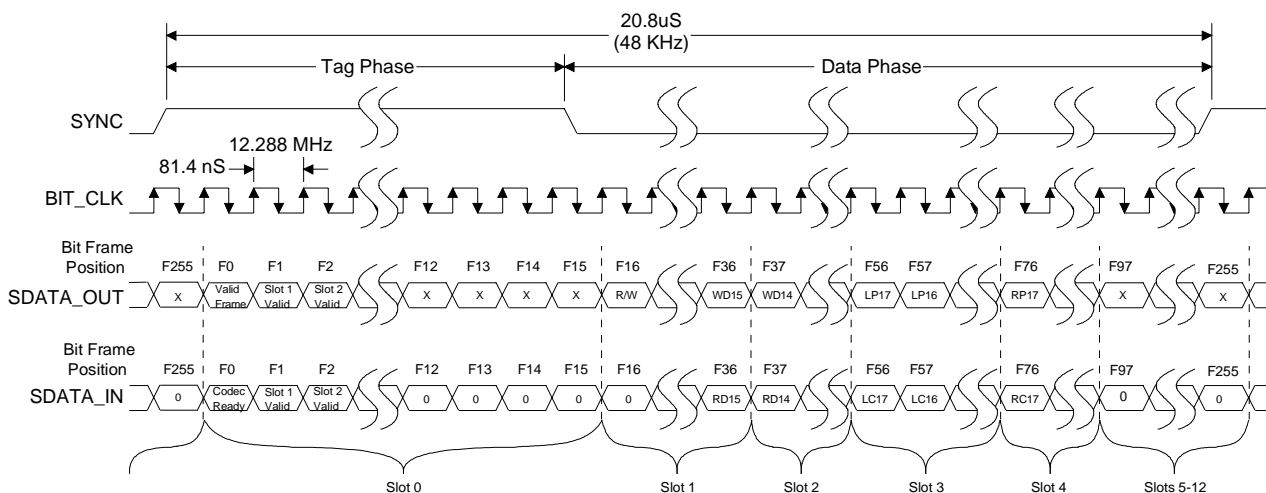 20.8uS
(48 KHz)
Tag Phase
Data Phase
SYNC
12.288 MHz
81.4 nS
BIT_CLK
Bit Frame
Position
F255 F0 F1 F2 F12 F13 F14 F15 F16 F36 F37 F56 F57 F76 F97 F255
SDATA_OUT
X Valid Frame Slot 1 Valid Slot 2 Valid X X X X R/W WD15 WD14 LP17 LP16 RP17 X X
Bit Frame
Position
F255 F0 F1 F2 F12 F13 F14 F15 F16 F36 F37 F56 F57 F76 F97 F255
SDATA_IN
0 Codec Ready Slot 1 Valid Slot 2 Valid 0 0 0 0 0 RD15 RD14 LC17 LC16 RC17 0 0
Slot 0 Slot 1 Slot 2 Slot 3 Slot 4 Slots 5-12